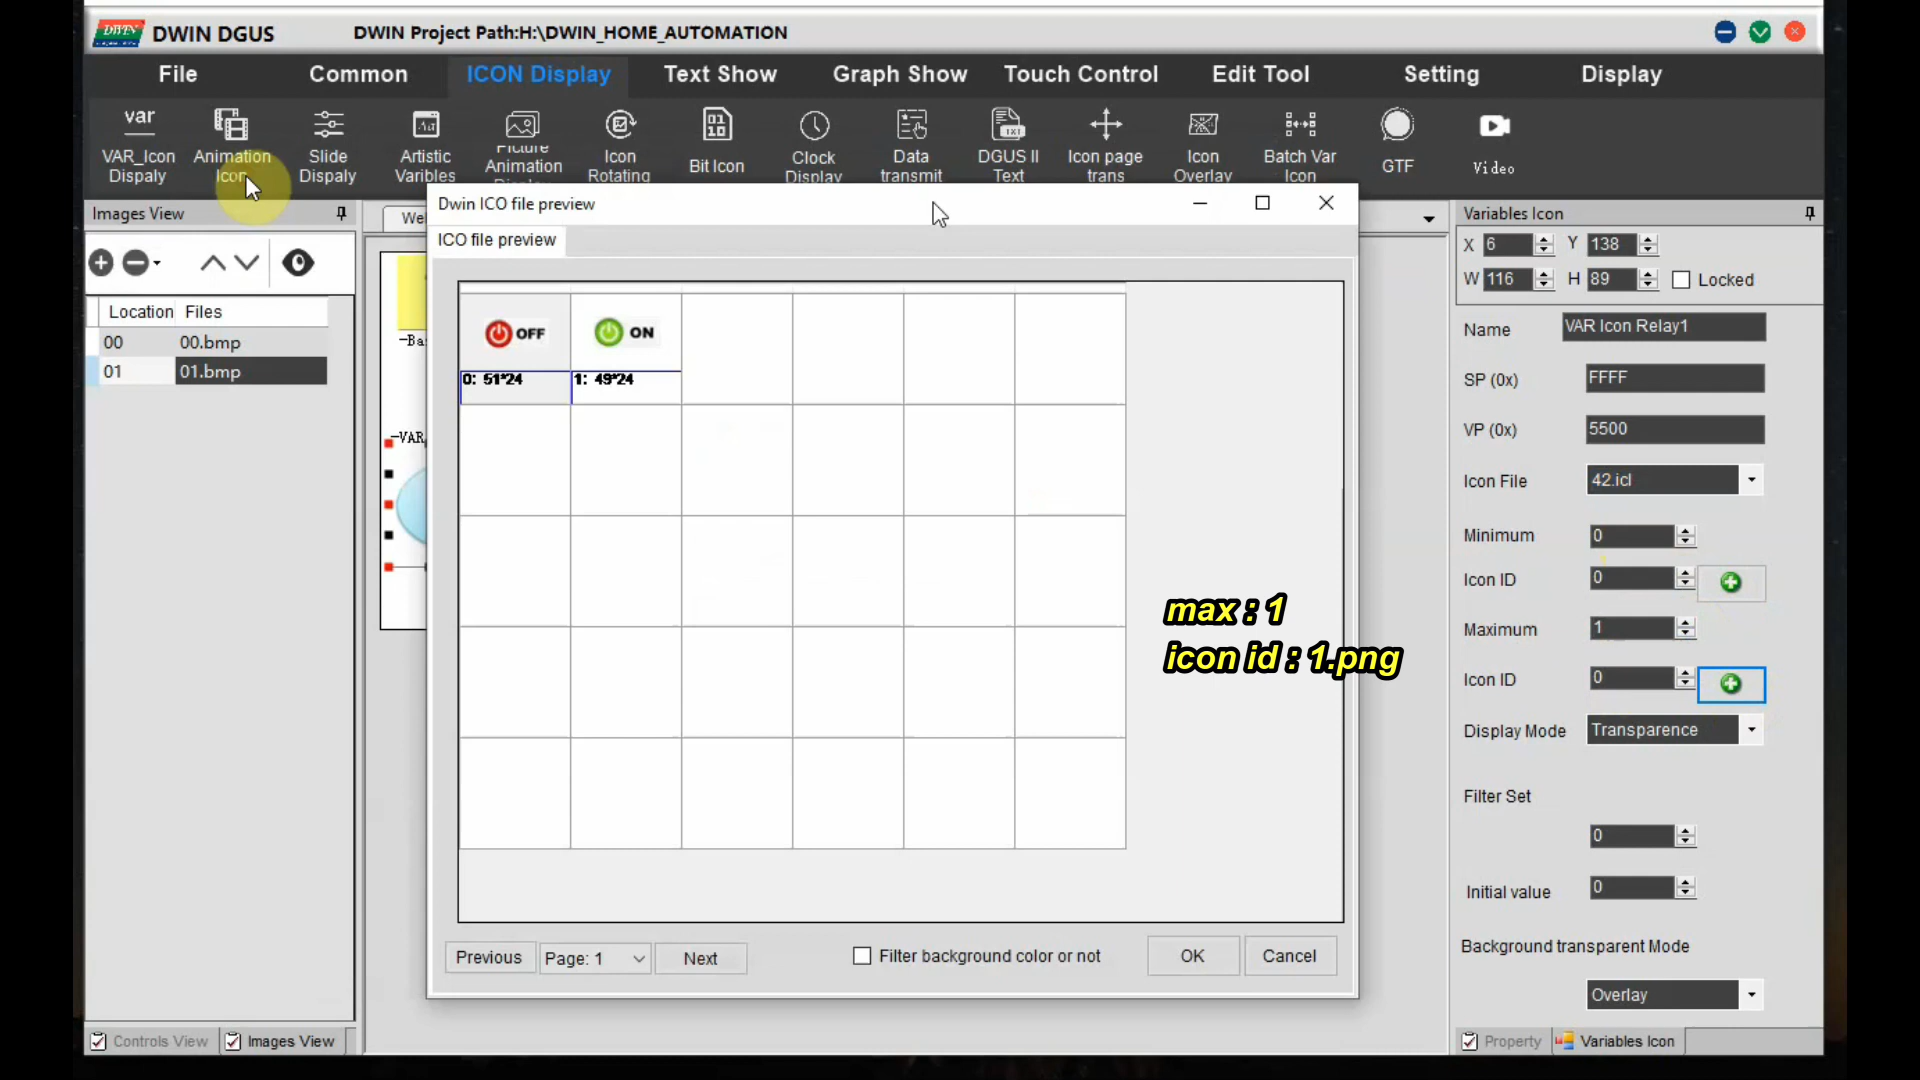 DWIN DWIN DGUS DWIN Project Path:H:\DWIN_HOME_AUTOMATION
File Common ICON Display Text Show Graph Show Touch Control Edit Tool Setting Display
var
VAR_Icon Dispaly
Animation Icon
Slide Dispaly
Artistic Varibles
Picture Animation Display
Icon Rotating
Bit Icon
Clock Display
Data transmit
DGUS II Text
Icon page trans
Icon Overlay
Batch Var Icon
GTF
Video
Images View
Location Files
00 00.bmp
01 01.bmp
Controls View Images View
Wel
-Ba
-VAR
Dwin ICO file preview
ICO file preview
OFF ON
0: 51*24 1: 49*24
Previous Page: 1 Next Filter background color or not OK Cancel
max : 1
icon id : 1.png
Variables Icon
X 6 Y 138
W 116 H 89 Locked
Name VAR Icon Relay1
SP (0x) FFFF
VP (0x) 5500
Icon File 42.icl
Minimum 0
Icon ID 0
Maximum 1
Icon ID 0
Display Mode Transparence
Filter Set
0
Initial value 0
Background transparent Mode
Overlay
Property Variables Icon